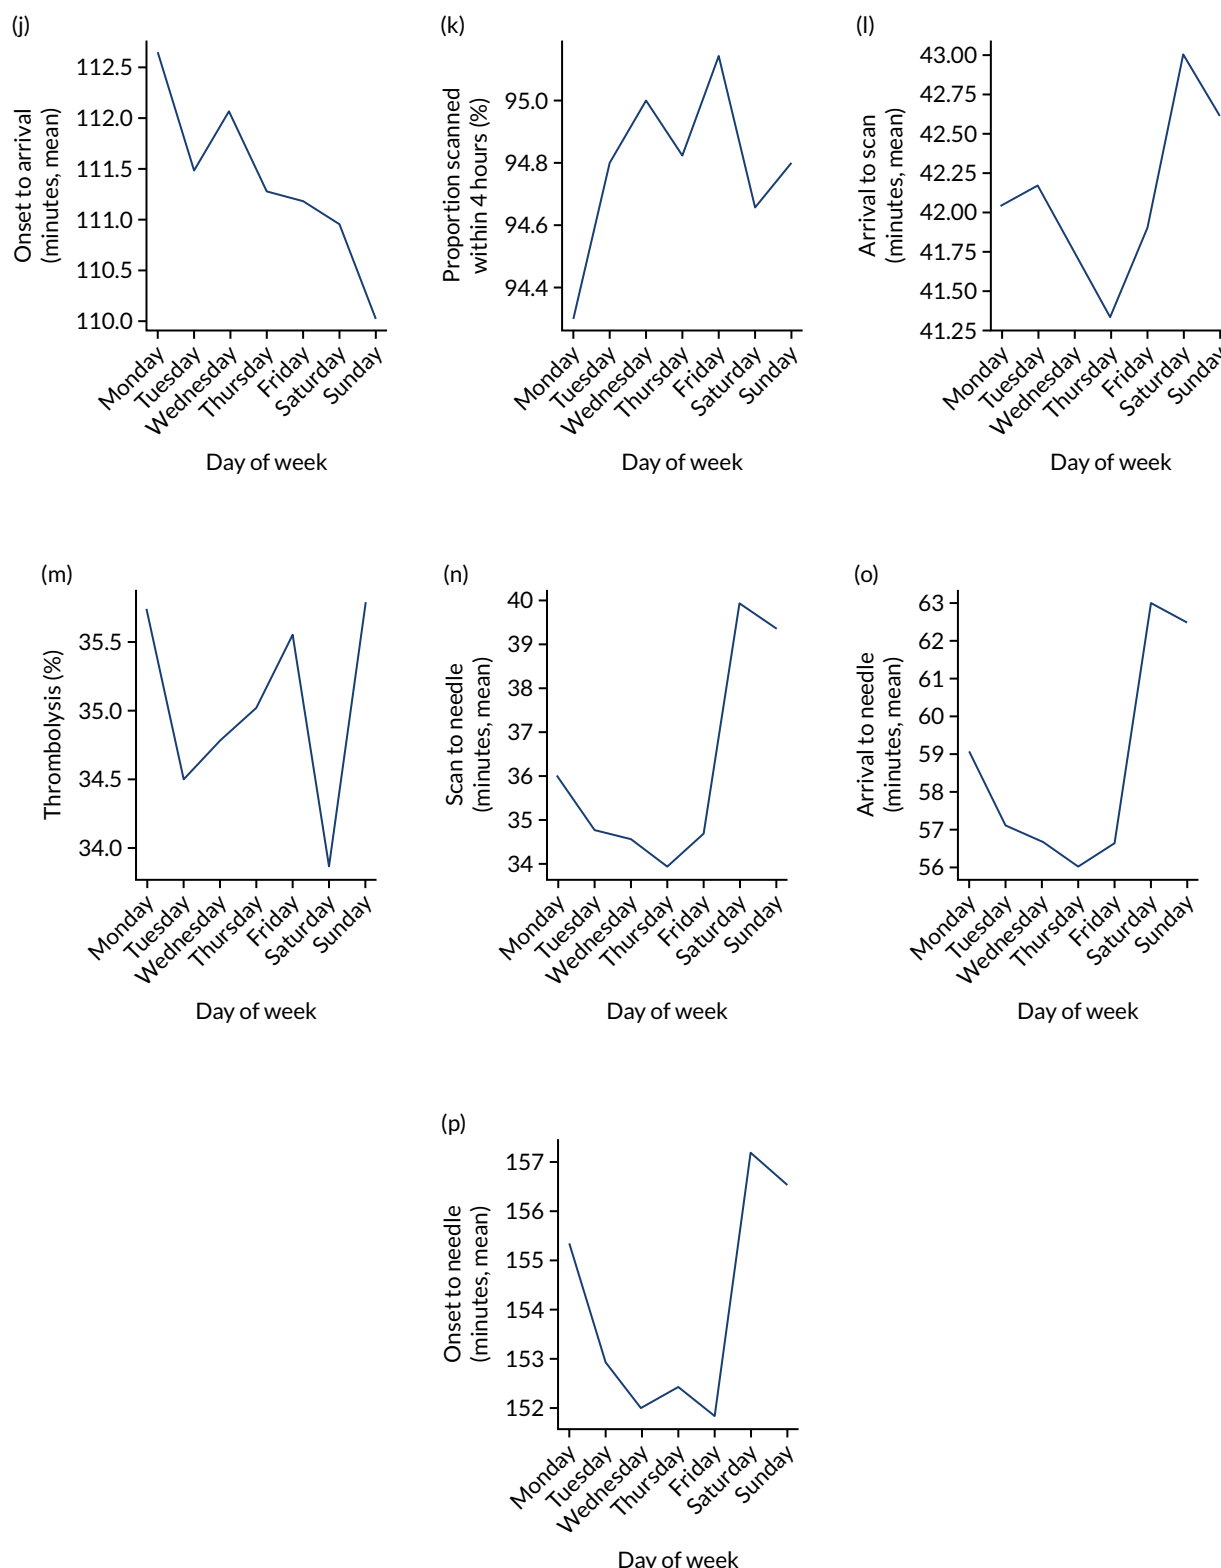 (j)
Onset to arrival
(minutes, mean)
112.5
112.0
111.5
111.0
110.5
110.0
Monday
Tuesday
Wednesday
Thursday
Friday
Saturday
Sunday
Day of week
(k)
Proportion scanned
within 4 hours (%)
95.0
94.8
94.6
94.4
Monday
Tuesday
Wednesday
Thursday
Friday
Saturday
Sunday
Day of week
(l)
Arrival to scan
(minutes, mean)
43.00
42.75
42.50
42.25
42.00
41.75
41.50
41.25
Monday
Tuesday
Wednesday
Thursday
Friday
Saturday
Sunday
Day of week
(m)
Thrombolysis (%)
35.5
35.0
34.5
34.0
Monday
Tuesday
Wednesday
Thursday
Friday
Saturday
Sunday
Day of week
(n)
Scan to needle
(minutes, mean)
40
39
38
37
36
35
34
Monday
Tuesday
Wednesday
Thursday
Friday
Saturday
Sunday
Day of week
(o)
Arrival to needle
(minutes, mean)
63
62
61
60
59
58
57
56
Monday
Tuesday
Wednesday
Thursday
Friday
Saturday
Sunday
Day of week
(p)
Onset to needle
(minutes, mean)
157
156
155
154
153
152
Monday
Tuesday
Wednesday
Thursday
Friday
Saturday
Sunday
Day of week